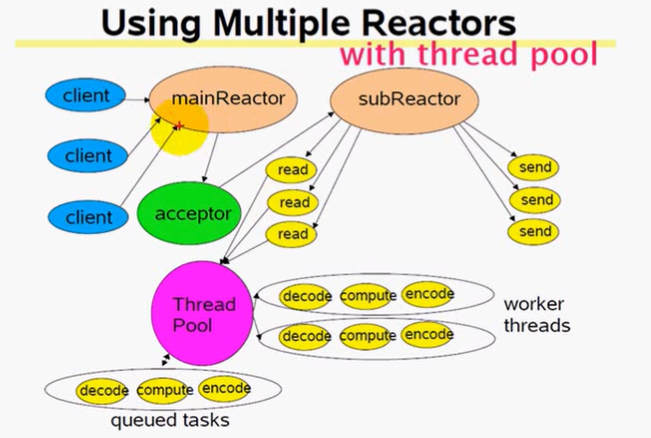 Using Multiple Reactors
with thread pool
client
mainReactor
subReactor
client
client
acceptor
read
read
read
send
send
send
Thread
Pool
decode compute encode
decode compute encode
worker
threads
decode compute encode
queued tasks